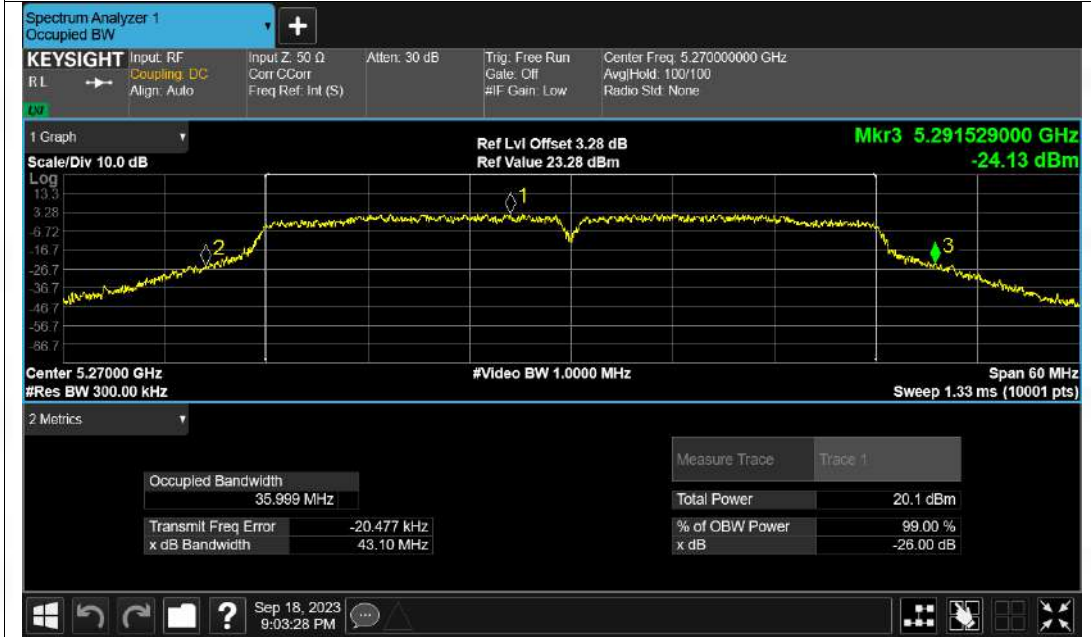 Spectrum Analyzer 1
Occupied BW
+
KEYSIGHT
R L
LXI
Input: RF
Coupling: DC
Align: Auto
Input Z: 50 Ω
Corr CCorr
Freq Ref: Int (S)
Atten: 30 dB
Trig: Free Run
Gate: Off
#IF Gain: Low
Center Freq: 5.270000000 GHz
Avg|Hold: 100/100
Radio Std: None
1 Graph
Scale/Div 10.0 dB
Ref Lvl Offset 3.28 dB
Ref Value 23.28 dBm
Mkr3 5.291529000 GHz
-24.13 dBm
Log
13.3
3.28
-6.72
-16.7
-26.7
-36.7
-46.7
-56.7
-66.7
1
2
3
Center 5.27000 GHz
#Res BW 300.00 kHz
#Video BW 1.0000 MHz
Span 60 MHz
Sweep 1.33 ms (10001 pts)
2 Metrics
Measure Trace Trace 1
Occupied Bandwidth
35.999 MHz
Total Power 20.1 dBm
Transmit Freq Error -20.477 kHz
% of OBW Power 99.00 %
x dB Bandwidth 43.10 MHz
x dB -26.00 dB
?
Sep 18, 2023
9:03:28 PM